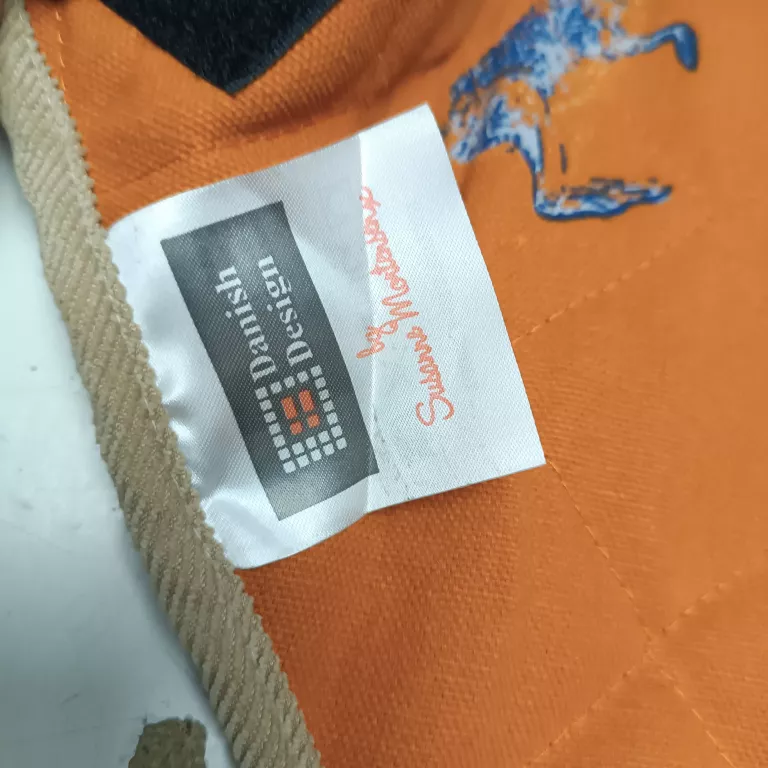 Danish
Design
by Mortensen
Susanne